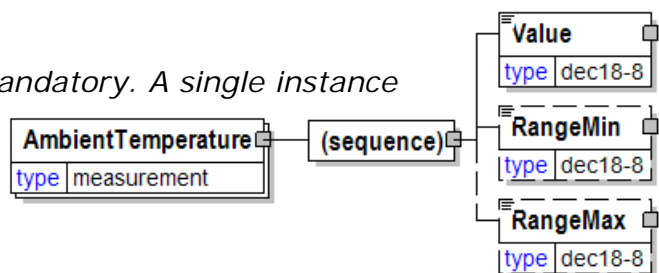 Value
type dec18-8
andatory. A single instance
AmbientTemperature
type measurement
(sequence)
RangeMin
type dec18-8
RangeMax
type dec18-8